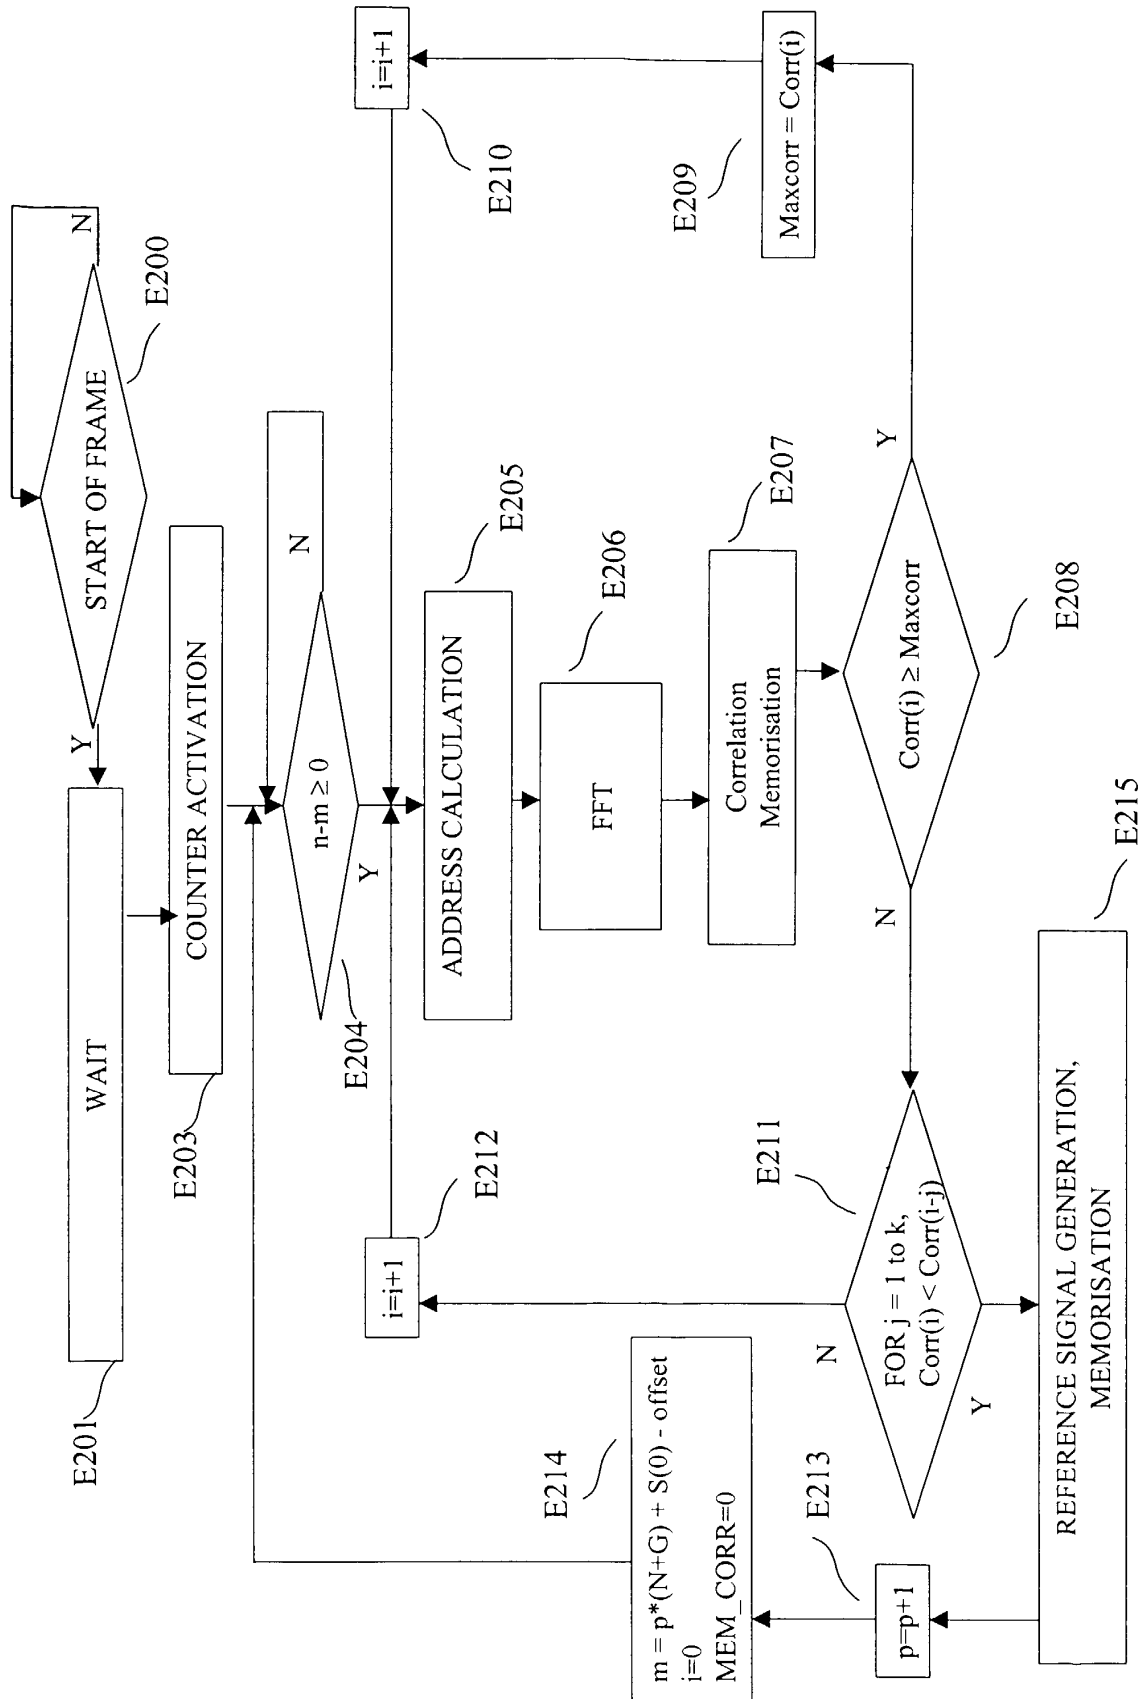 START OF FRAME
N
E200
Y
WAIT
E201
COUNTER ACTIVATION
E203
n-m ≥ 0
N
Y
E204
ADDRESS CALCULATION
E205
FFT
E206
Correlation
Memorisation
E207
Corr(i) ≥ Maxcorr
E208
Y
N
Maxcorr = Corr(i)
E209
i=i+1
E210
FOR j = 1 to k,
Corr(i) < Corr(i-j)
E211
N
Y
i=i+1
E212
REFERENCE SIGNAL GENERATION,
MEMORISATION
E215
p=p+1
E213
m = p*(N+G) + S(0) - offset
i=0
MEM_CORR=0
E214